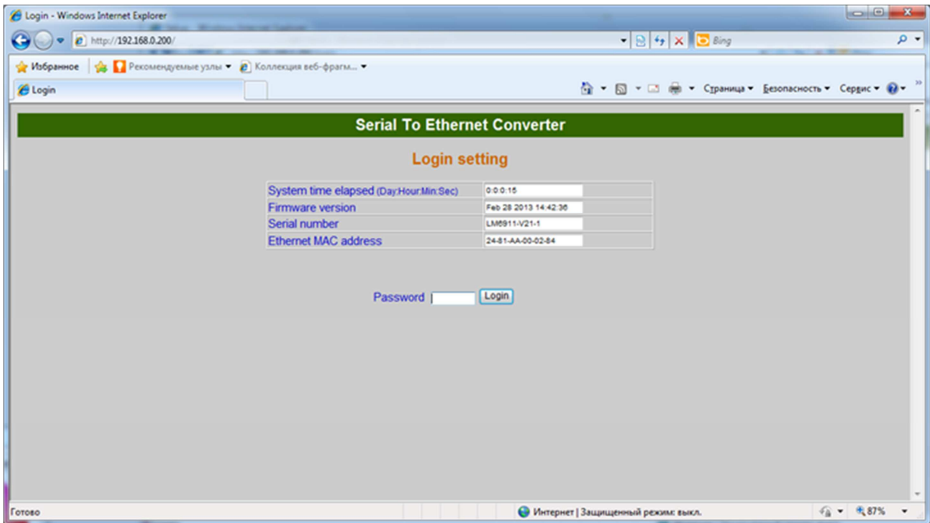 Login - Windows Internet Explorer
http://192.168.0.200/
Bing
Избранное Рекомендуемые узлы Коллекция веб-фрагм...
Login Страница Безопасность Сервис
Serial To Ethernet Converter
Login setting
System time elapsed (Day:Hour:Min:Sec) 0:0:0:15
Firmware version Feb 28 2013 14:42:36
Serial number LM6911-V21-1
Ethernet MAC address 24-81-AA-00-02-84
Password Login
Готово Интернет | Защищенный режим: выкл. 87%